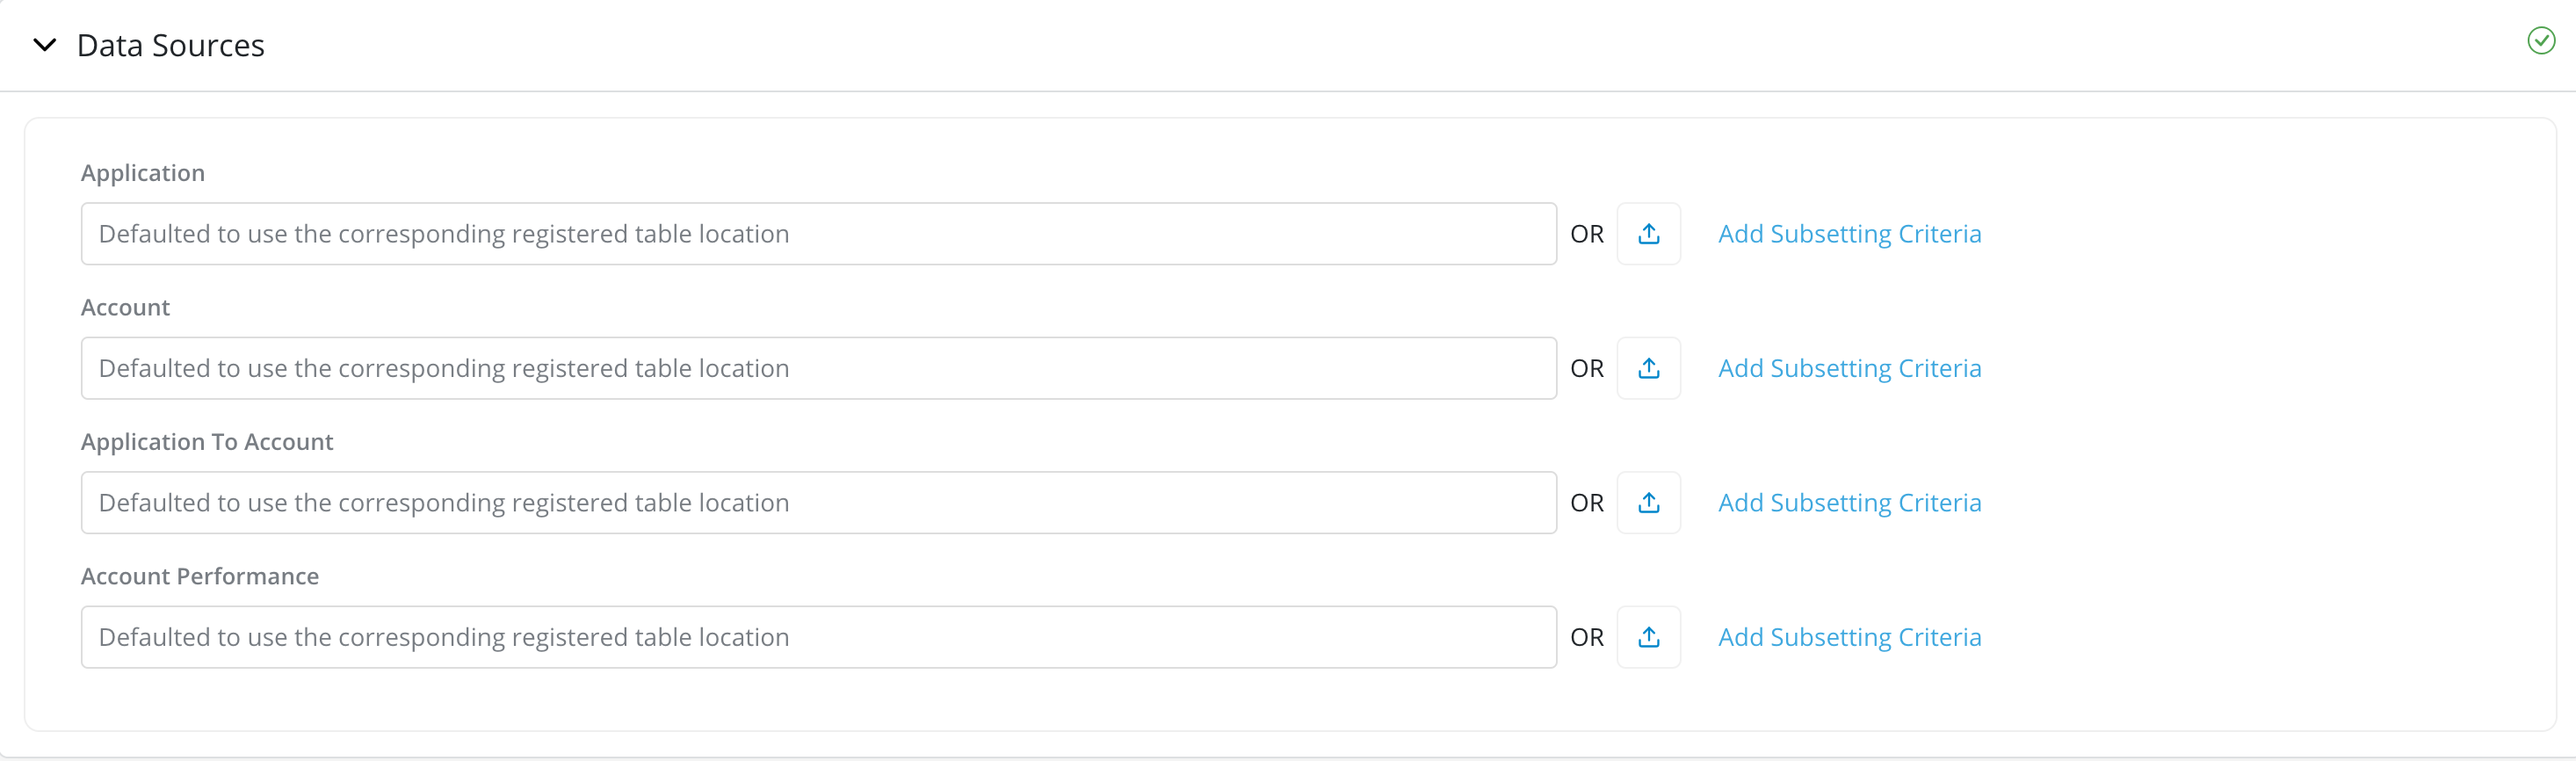 Data Sources
Application
Defaulted to use the corresponding registered table location OR Add Subsetting Criteria
Account
Defaulted to use the corresponding registered table location OR Add Subsetting Criteria
Application To Account
Defaulted to use the corresponding registered table location OR Add Subsetting Criteria
Account Performance
Defaulted to use the corresponding registered table location OR Add Subsetting Criteria